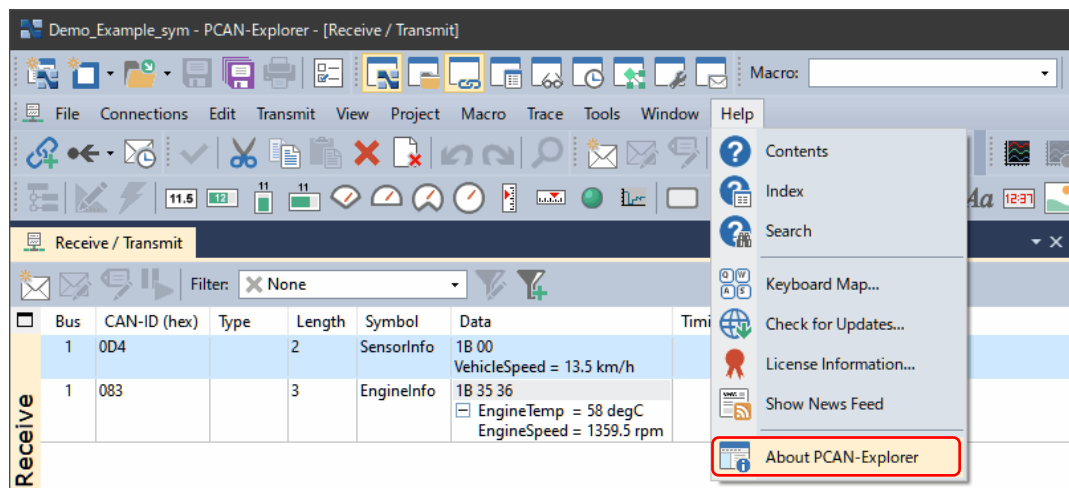 Demo_Example_sym - PCAN-Explorer - [Receive / Transmit]
Macro:
File Connections Edit Transmit View Project Macro Trace Tools Window Help
Contents
11.5 12 11 11
Index
Aa 12:37
Receive / Transmit
Search
Filter: None
Q W
A S
Keyboard Map...
Bus CAN-ID (hex) Type Length Symbol Data Timi
Check for Updates...
1 0D4 2 SensorInfo 1B 00
VehicleSpeed = 13.5 km/h
License Information...
1 083 3 EngineInfo 1B 35 36
EngineTemp = 58 degC
EngineSpeed = 1359.5 rpm
Show News Feed
Receive
About PCAN-Explorer